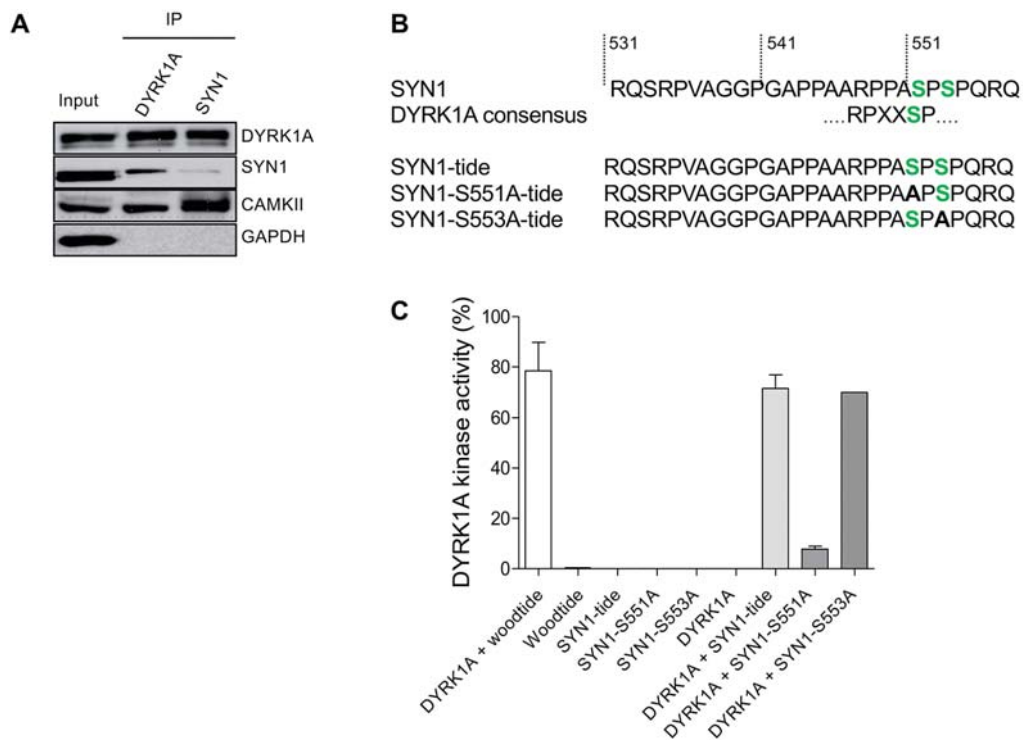 A
IP
Input
DYRK1A
SYN1
DYRK1A
SYN1
CAMKII
GAPDH
B
531 541 551
SYN1 RQSRPVAGGPGAPPAARPPASPSPQRQ
DYRK1A consensus ....RPXXSP....
SYN1-tide RQSRPVAGGPGAPPAARPPASPSPQRQ
SYN1-S551A-tide RQSRPVAGGPGAPPAARPPAAPSPQRQ
SYN1-S553A-tide RQSRPVAGGPGAPPAARPPASPAPQRQ
C
DYRK1A kinase activity (%)
100
80
60
40
20
0
DYRK1A + woodtide
Woodtide
SYN1-tide
SYN1-S551A
SYN1-S553A
DYRK1A
DYRK1A + SYN1-tide
DYRK1A + SYN1-S551A
DYRK1A + SYN1-S553A